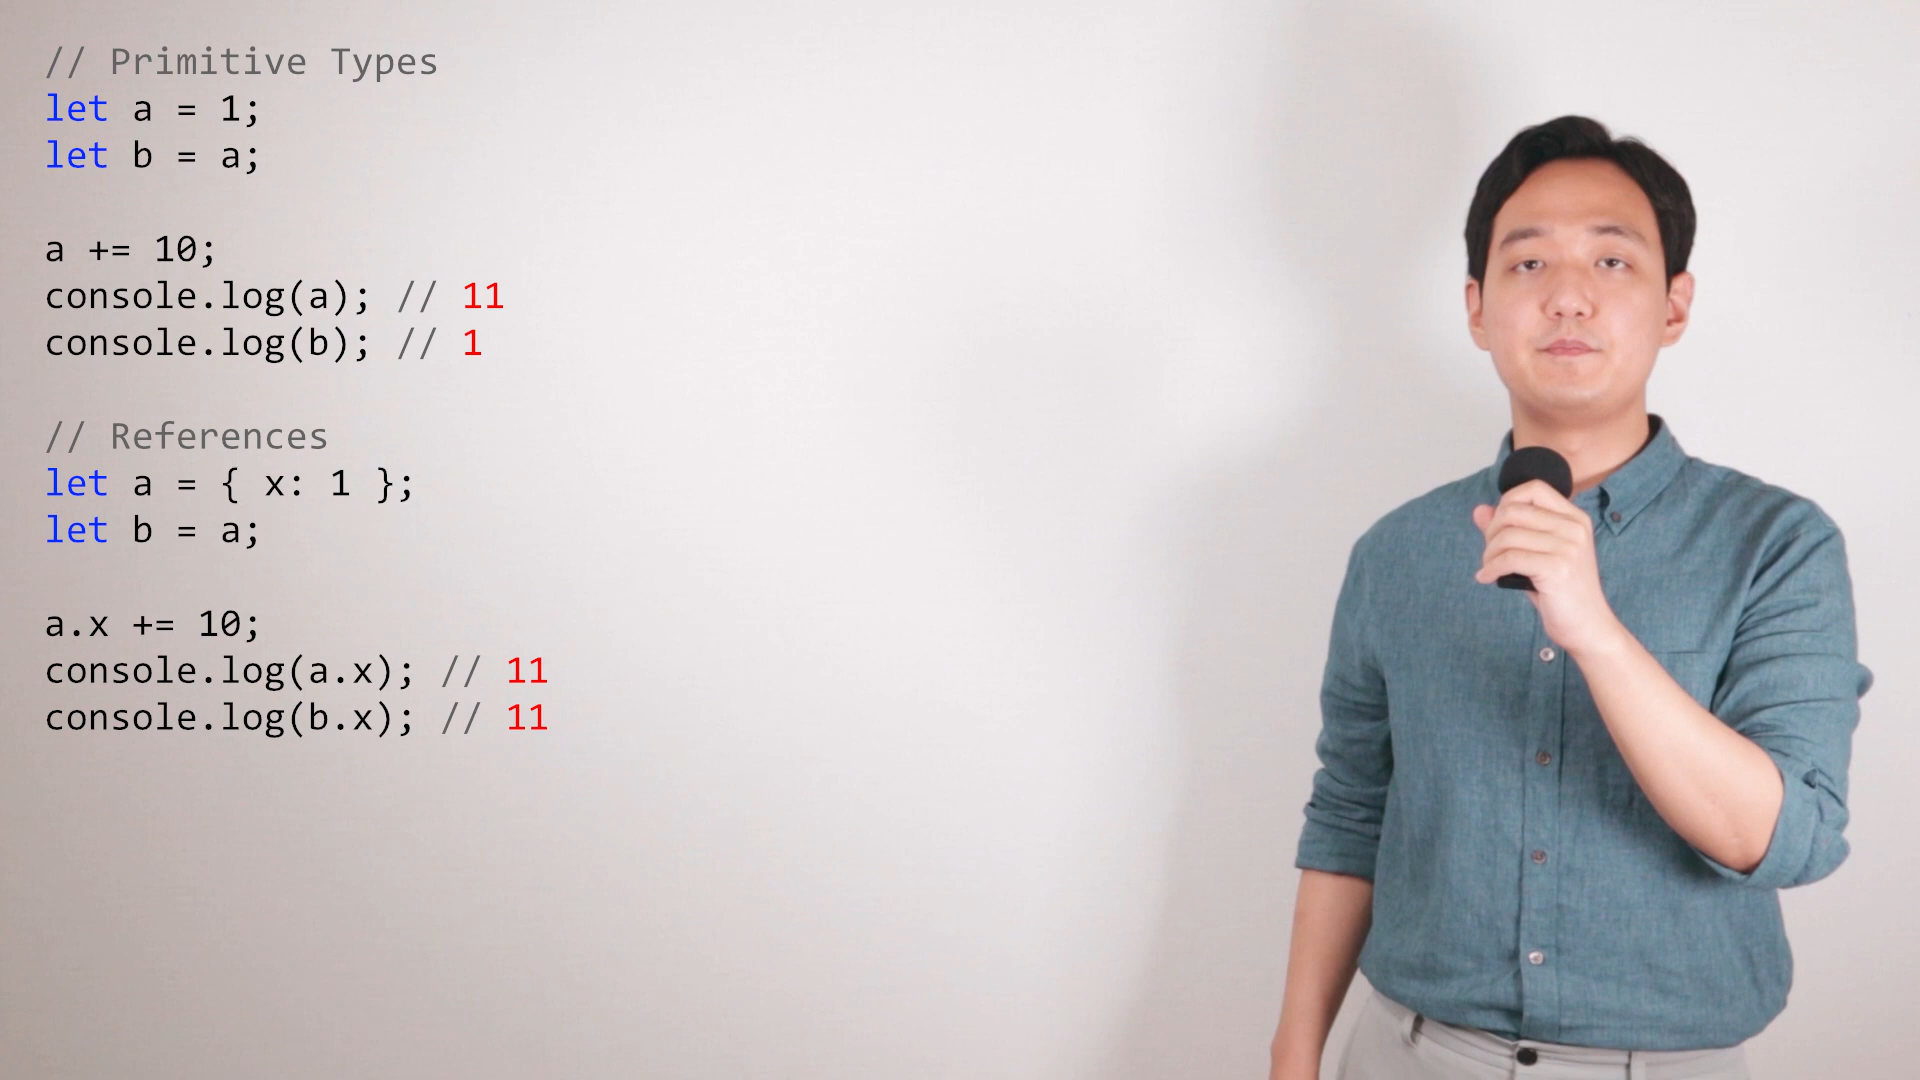 // Primitive Types
let a = 1;
let b = a;
a += 10;
console.log(a); // 11
console.log(b); // 1
// References
let a = { x: 1 };
let b = a;
a.x += 10;
console.log(a.x); // 11
console.log(b.x); // 11